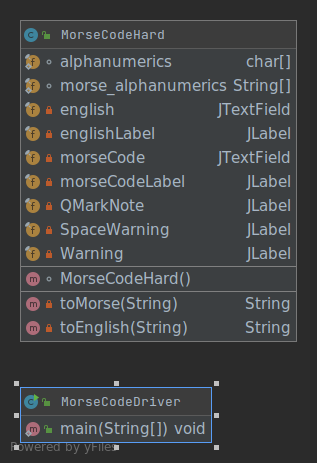 MorseCodeHard
alphanumerics char[]
morse_alphanumerics String[]
english JTextField
englishLabel JLabel
morseCode JTextField
morseCodeLabel JLabel
QMarkNote JLabel
SpaceWarning JLabel
Warning JLabel
MorseCodeHard()
toMorse(String) String
toEnglish(String) String
MorseCodeDriver
main(String[]) void
Powered by yFiles